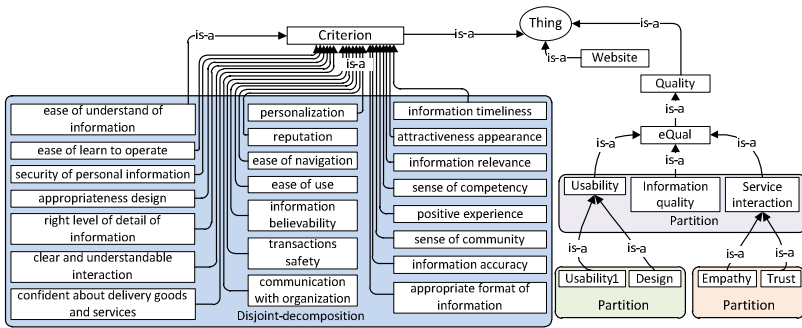 Thing
is-a
Criterion
is-a
is-a
Website
is-a
is-a
Quality
is-a
eQual
is-a
is-a
is-a
Usability
Information
quality
Service
interaction
Partition
is-a
is-a
is-a
is-a
Usability1
Design
Partition
Empathy
Trust
Partition
ease of understand of
information
ease of learn to operate
security of personal information
appropriateness design
right level of detail of
information
clear and understandable
interaction
confident about delivery goods
and services
personalization
reputation
ease of navigation
ease of use
information
believability
transactions
safety
communication
with organization
information timeliness
attractiveness appearance
information relevance
sense of competency
positive experience
sense of community
information accuracy
appropriate format of
information
Disjoint-decomposition